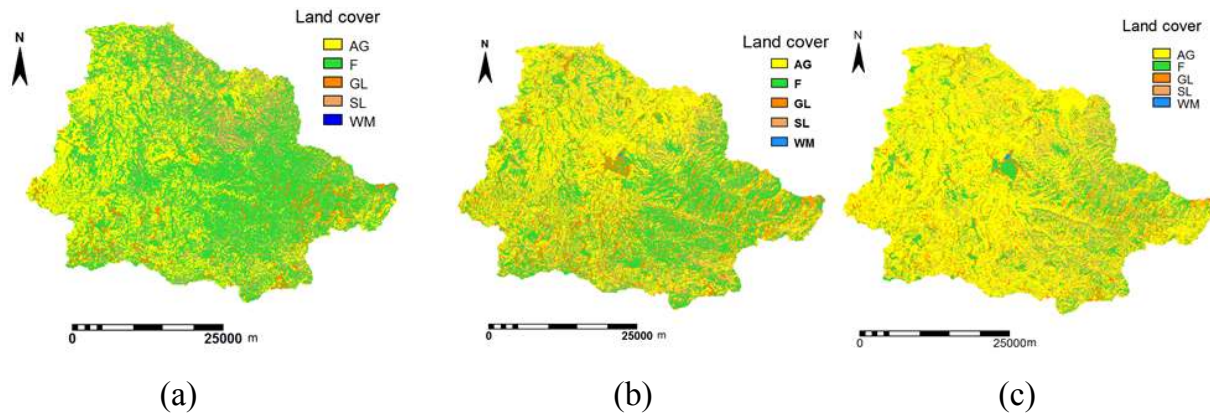 Land cover
N
AG
F
GL
SL
WM
0
25000 m
(a)
Land cover
N
AG
F
GL
SL
WM
0
25000 m
(b)
Land cover
N
AG
F
GL
SL
WM
0
25000m
(c)